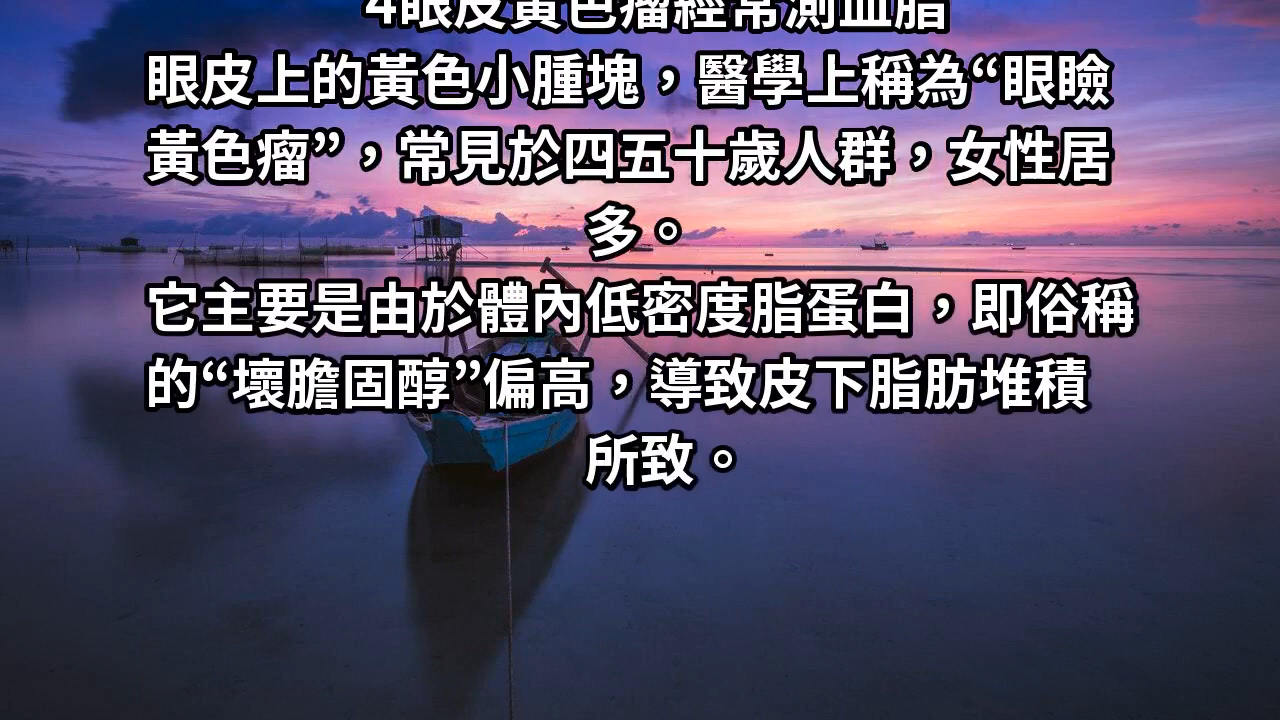 4眼皮黃色瘤經常測血脂
眼皮上的黃色小腫塊，醫學上稱為“眼瞼
黃色瘤”，常見於四五十歲人群，女性居
多。
它主要是由於體內低密度脂蛋白，即俗稱
的“壞膽固醇”偏高，導致皮下脂肪堆積
所致。